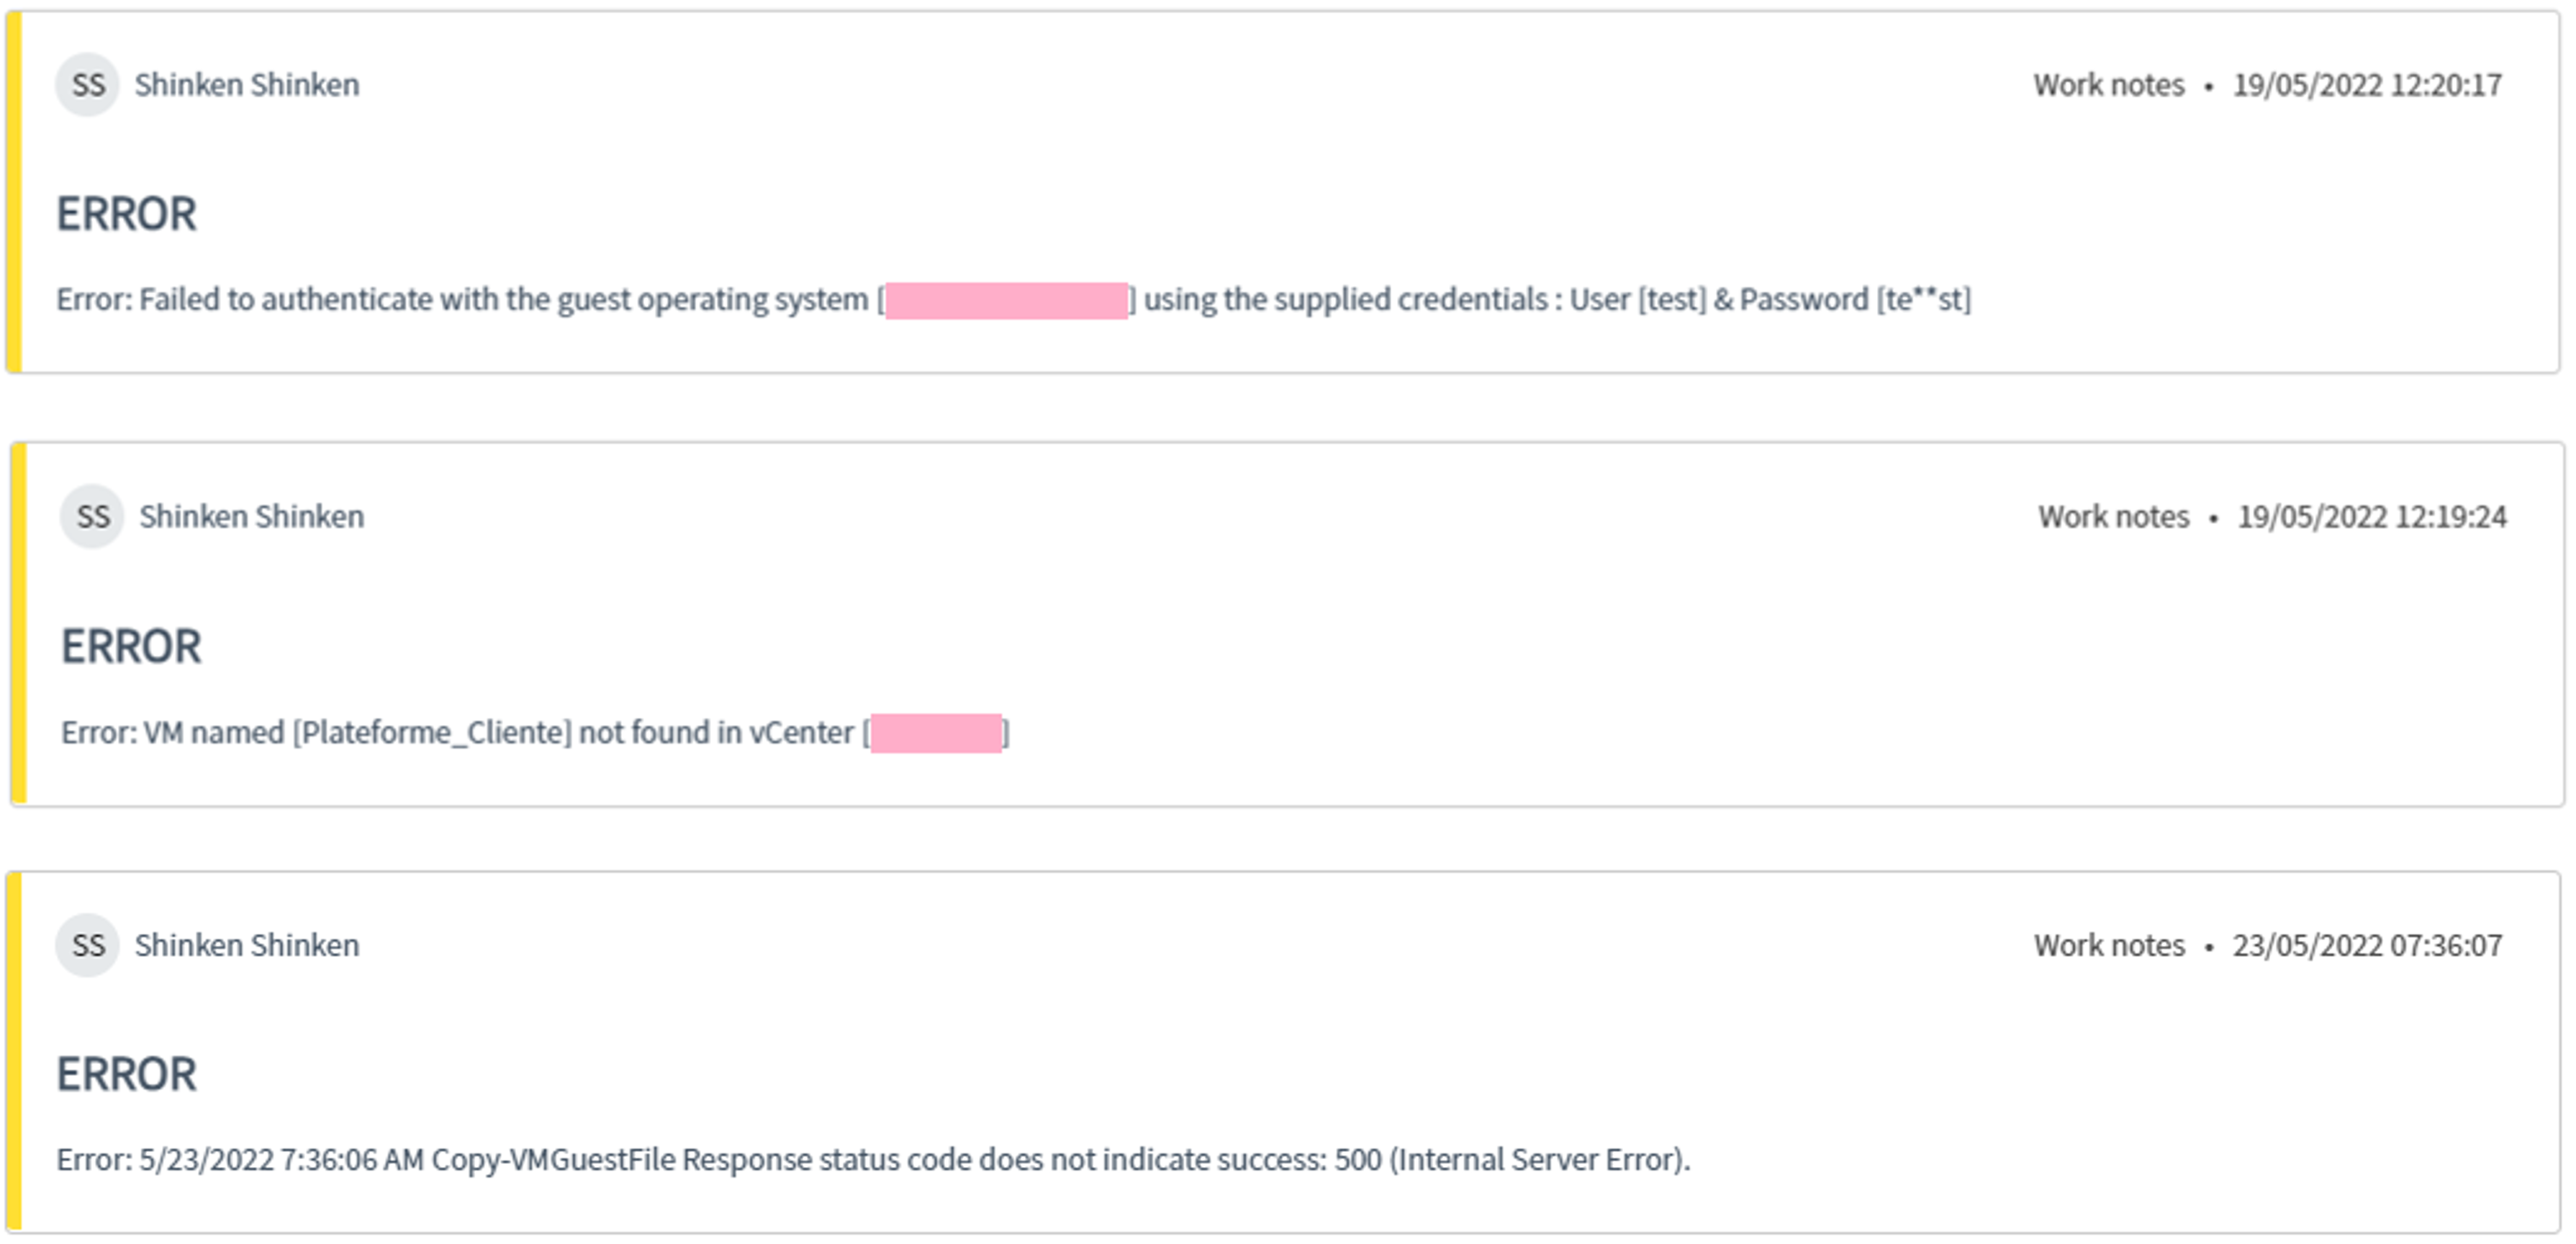 SS Shinken Shinken Work notes • 19/05/2022 12:20:17
ERROR
Error: Failed to authenticate with the guest operating system [ ] using the supplied credentials : User [test] & Password [te**st]
SS Shinken Shinken Work notes • 19/05/2022 12:19:24
ERROR
Error: VM named [Plateforme_Cliente] not found in vCenter [ ]
SS Shinken Shinken Work notes • 23/05/2022 07:36:07
ERROR
Error: 5/23/2022 7:36:06 AM Copy-VMGuestFile Response status code does not indicate success: 500 (Internal Server Error).